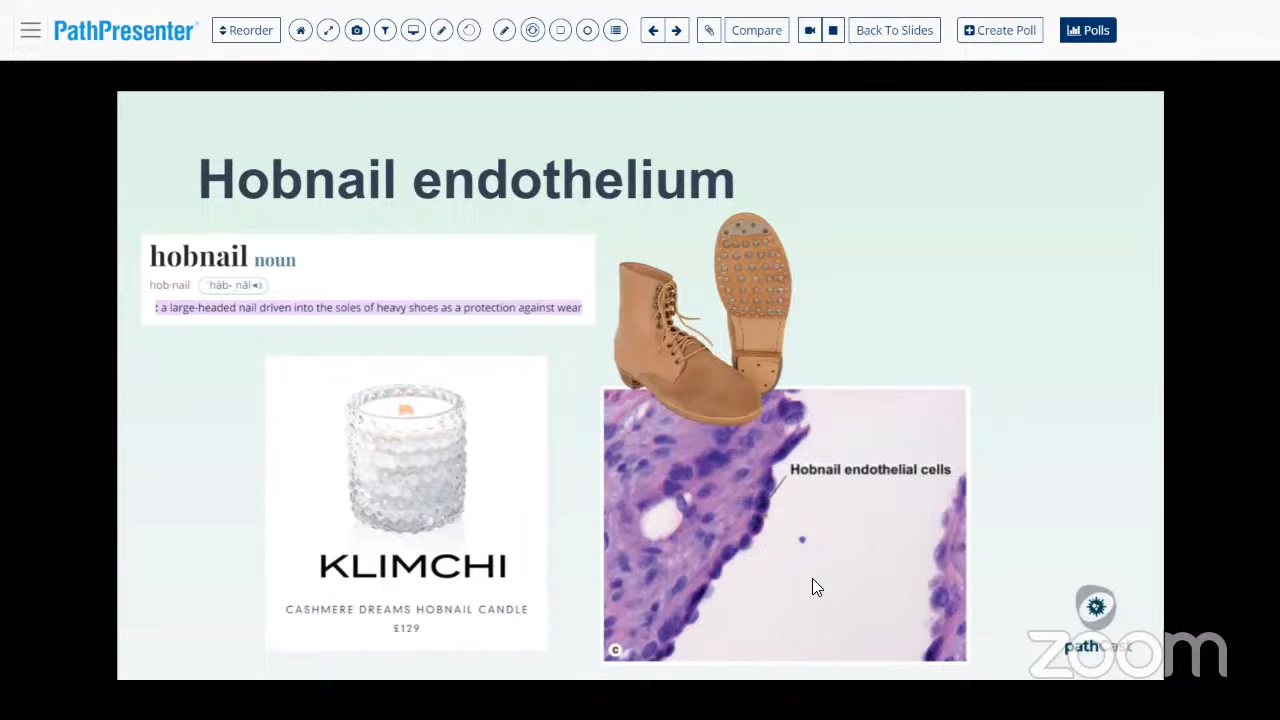 PathPresenter
Reorder
Compare
Back To Slides
Create Poll
Polls
Hobnail endothelium
hobnail noun
hob·nail
ˈhäb-ˌnāl
: a large-headed nail driven into the soles of heavy shoes as a protection against wear
KLIMCHI
CASHMERE DREAMS HOBNAIL CANDLE
£129
Hobnail endothelial cells
c
pathCast
zoom